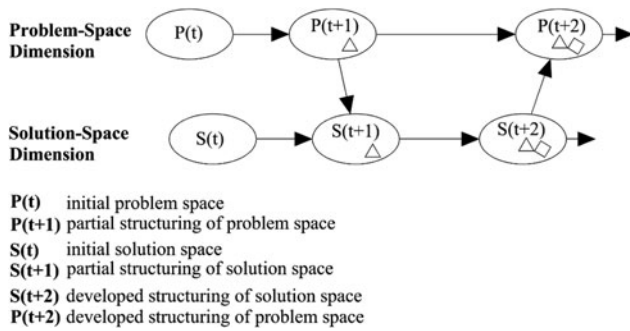 Problem-Space
Dimension
P(t)
P(t+1)
P(t+2)
Solution-Space
Dimension
S(t)
S(t+1)
S(t+2)
P(t) initial problem space
P(t+1) partial structuring of problem space
S(t) initial solution space
S(t+1) partial structuring of solution space
S(t+2) developed structuring of solution space
P(t+2) developed structuring of problem space